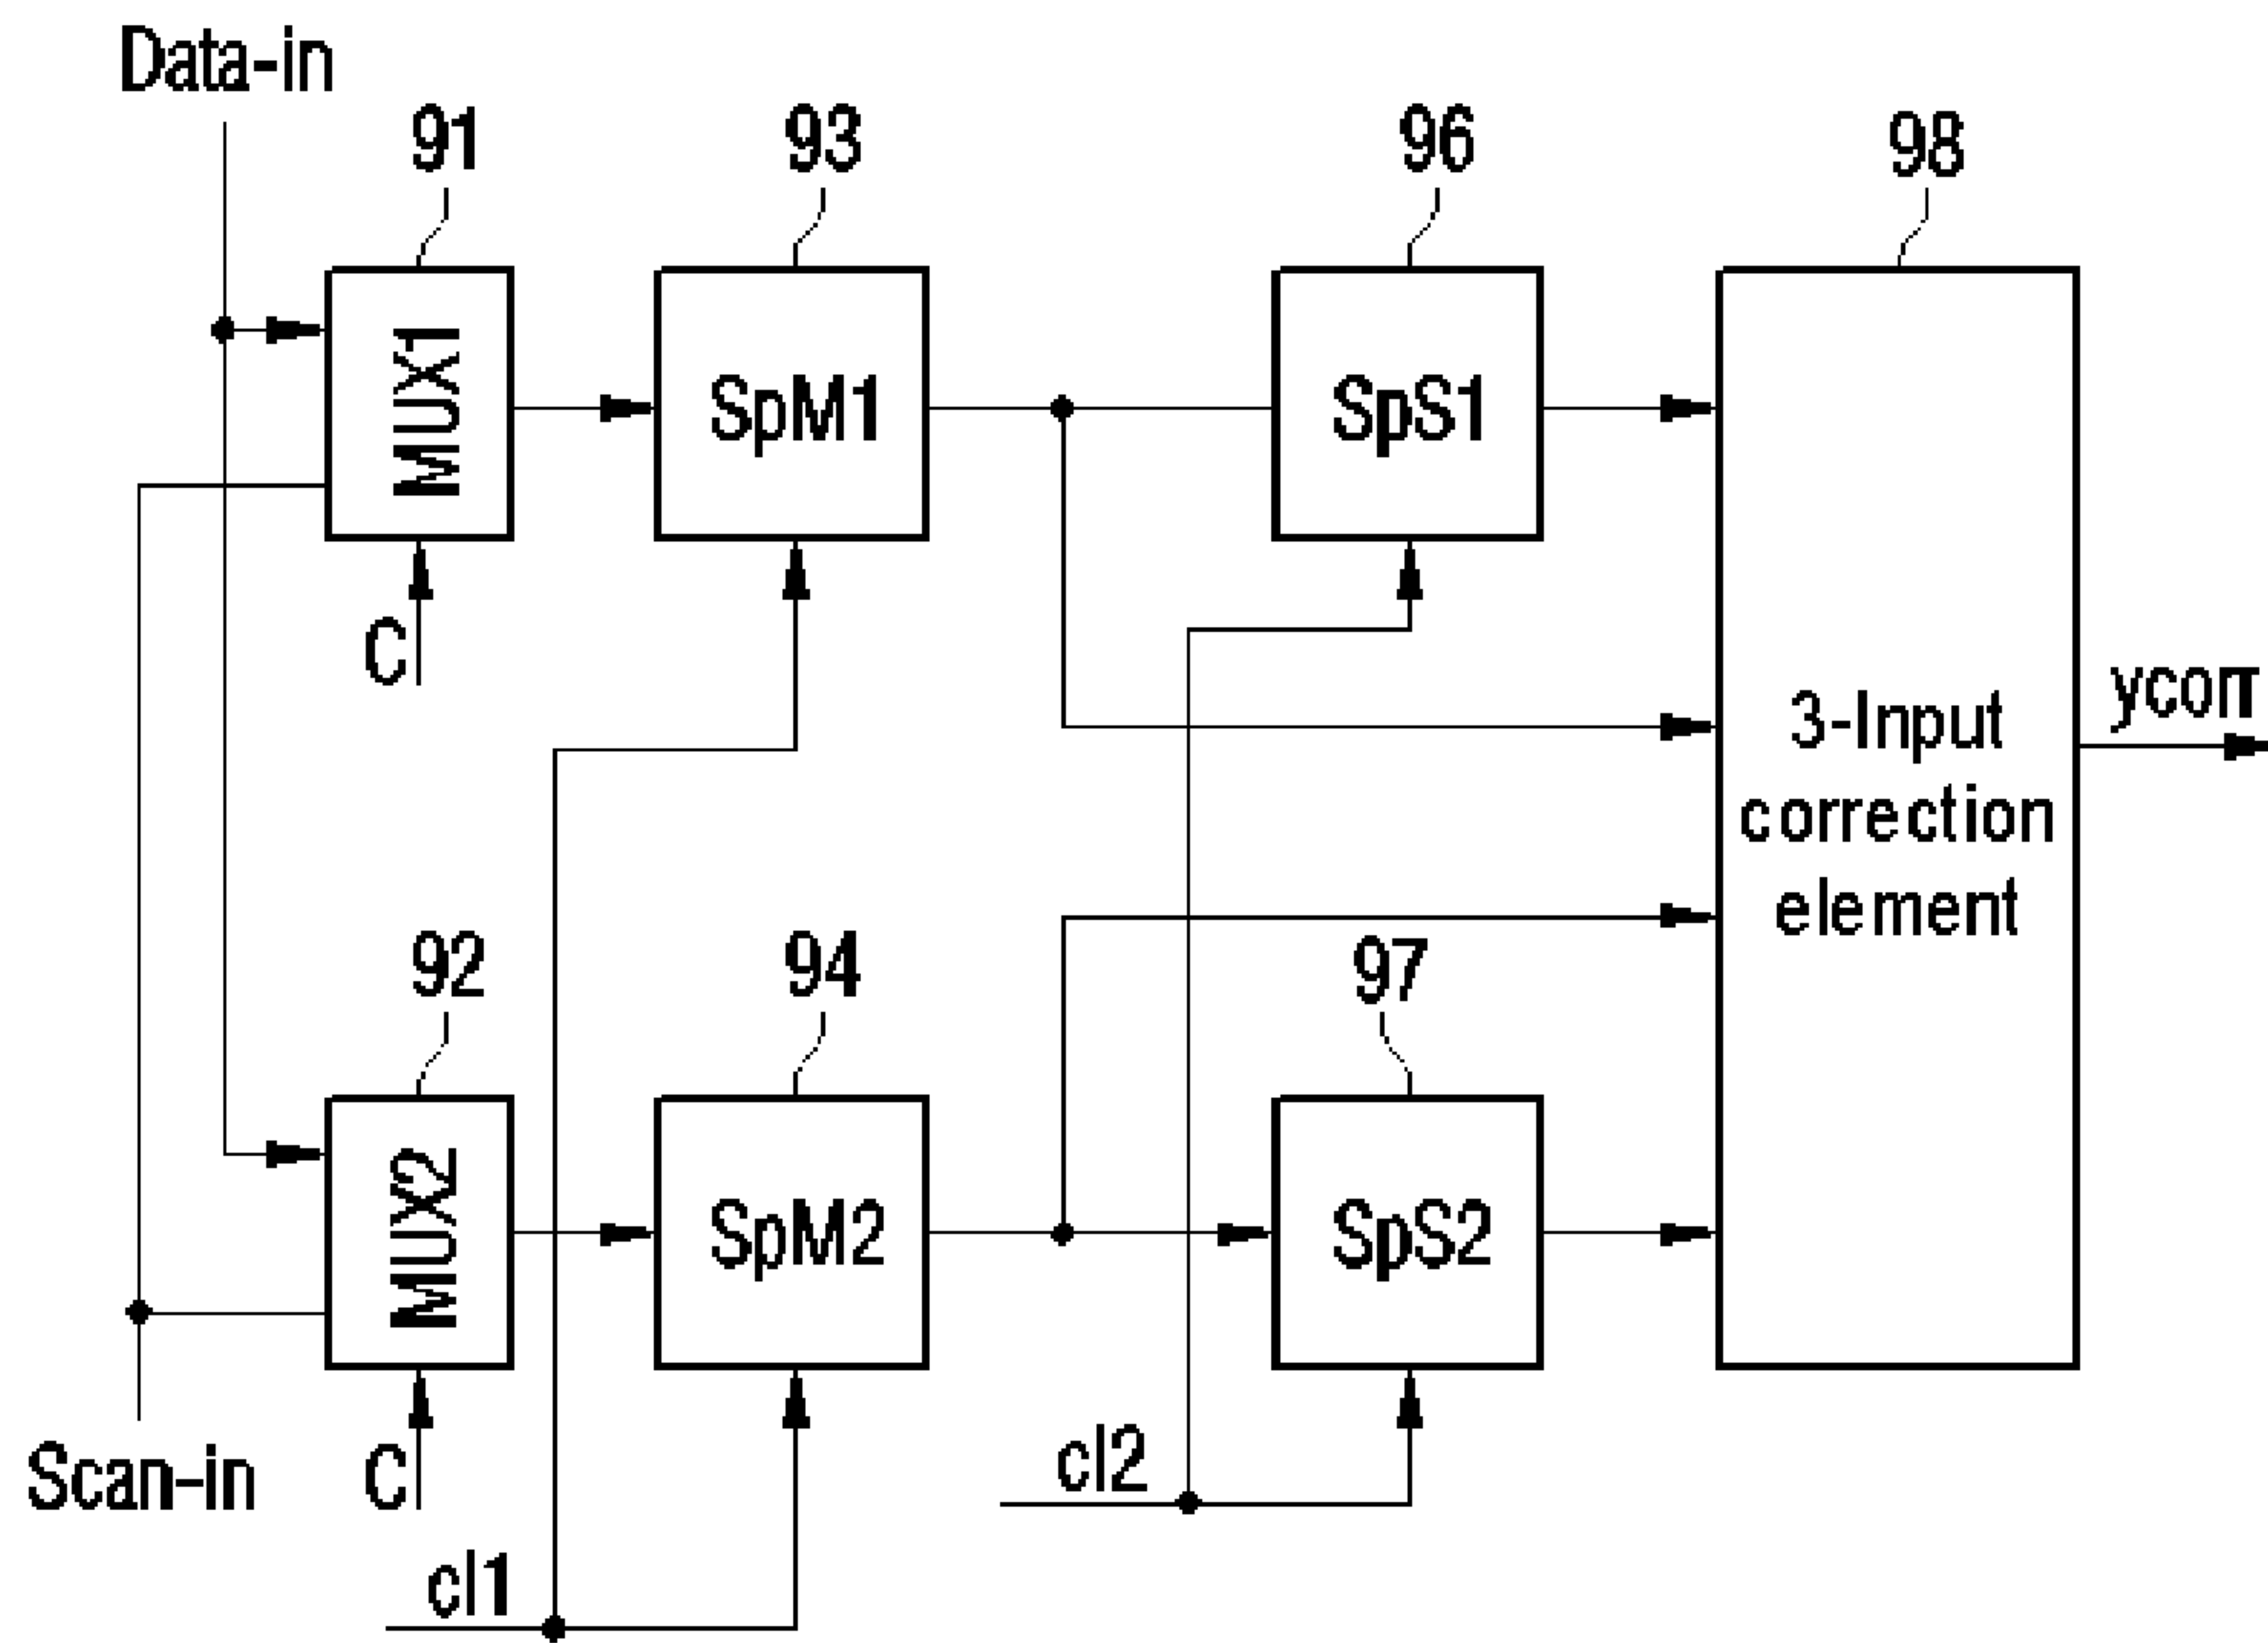 Data-in
91
93
96
98
MUX1
SpM1
SpS1
C
ycorr
3-Input
correction
element
92
94
97
MUX2
SpM2
SpS2
Scan-in
C
cl2
cl1